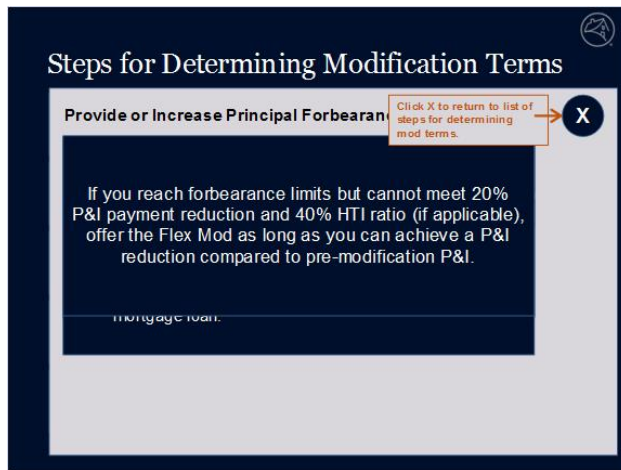 Steps for Determining Modification Terms
Provide or Increase Principal
Click X to return to list of
steps for determining
mod terms.
X
If you reach forbearance limits but cannot meet 20%
P&I payment reduction and 40% HTI ratio (if applicable),
offer the Flex Mod as long as you can achieve a P&I
reduction compared to pre-modification P&I.
mortgage loan.